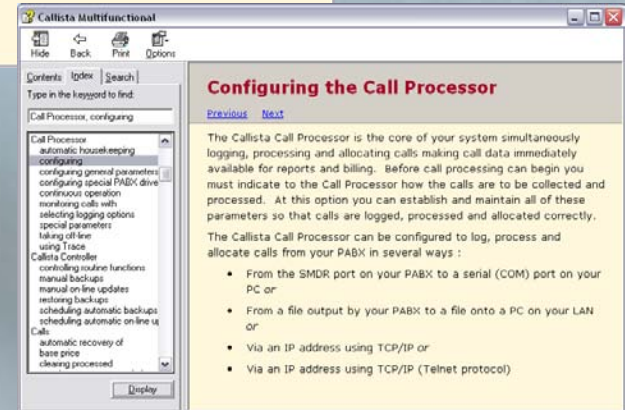 Callista Multifunctional
Hide Back Print Options
Contents Index Search
Type in the keyword to find:
Call Processor, configuring
Call Processor
automatic housekeeping
configuring
configuring general parameters
configuring special PABX drive
continuous operation
monitoring calls with
selecting logging options
special parameters
taking off-line
using Trace
Callista Controller
controlling routine functions
manual backups
manual on-line updates
restoring backups
scheduling automatic backups
scheduling automatic on-line up
Calls
automatic recovery of
base price
clearing processed
Display
Configuring the Call Processor
Previous Next
The Callista Call Processor is the core of your system simultaneously
logging, processing and allocating calls making call data immediately
available for reports and billing. Before call processing can begin you
must indicate to the Call Processor how the calls are to be collected and
processed. At this option you can establish and maintain all of these
parameters so that calls are logged, processed and allocated correctly.
The Callista Call Processor can be configured to log, process and
allocate calls from your PABX in several ways :
• From the SMDR port on your PABX to a serial (COM) port on your
PC or
• From a file output by your PABX to a file onto a PC on your LAN
or
• Via an IP address using TCP/IP or
• Via an IP address using TCP/IP (Telnet protocol)